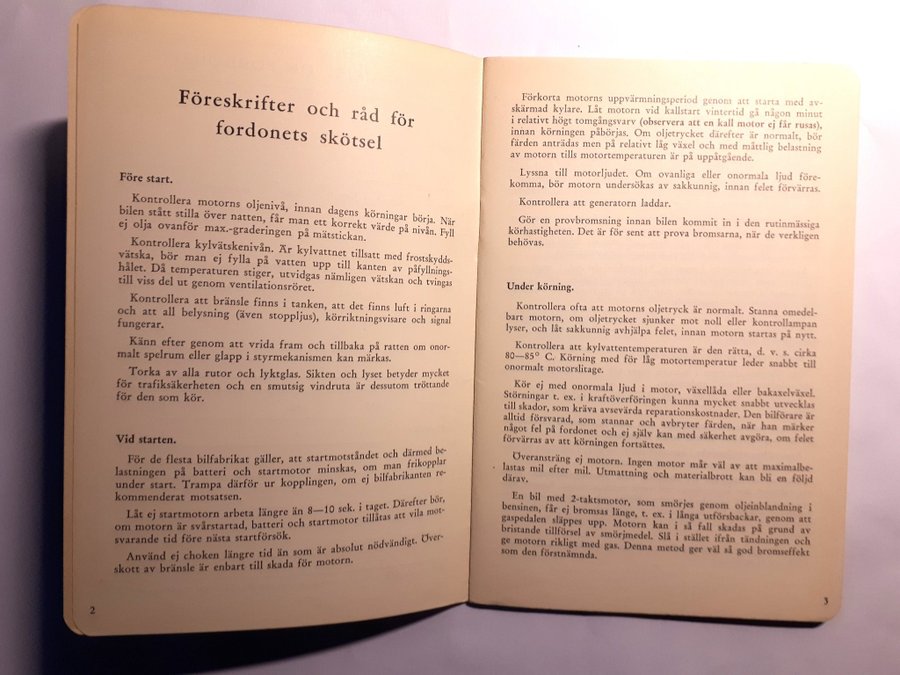 Föreskrifter och råd för
fordonets skötsel
Före start.
Kontrollera motorns oljenivå, innan dagens körningar börja. När
bilen stått stilla över natten, får man ett korrekt värde på nivån. Fyll
ej olja ovanför max.-graderingen på mätstickan.
Kontrollera kylvätskenivån. Är kylvattnet tillsatt med frostskydds-
vätska, bör man ej fylla på vatten upp till kanten av påfyllnings-
hålet. Då temperaturen stiger, utvidgas nämligen vätskan och tvingas
till viss del ut genom ventilationsröret.
Kontrollera att bränsle finns i tanken, att det finns luft i ringarna
och att all belysning (även stoppljus), körriktningsvisare och signal
fungerar.
Känn efter genom att vrida fram och tillbaka på ratten om onor-
malt spelrum eller glapp i styrmekanismen kan märkas.
Torka av alla rutor och lyktglas. Sikten och lyset betyder mycket
för trafiksäkerheten och en smutsig vindruta är dessutom tröttande
för den som kör.
Vid starten.
För de flesta bilfabrikat gäller, att startmotståndet och därmed be-
lastningen på batteri och startmotor minskas, om man frikopplar
under start. Trampa därför ur kopplingen, om ej bilfabrikanten re-
kommenderat motsatsen.
Låt ej startmotorn arbeta längre än 8—10 sek. i taget. Därefter bör,
om motorn är svårstartad, batteri och startmotor tillåtas att vila mot-
svarande tid före nästa startförsök.
Använd ej choken längre tid än som är absolut nödvändigt. Över-
skott av bränsle är enbart till skada för motorn.
2
Förkorta motorns uppvärmningsperiod genom att starta med av-
skärmad kylare. Låt motorn vid kallstart vintertid gå någon minut
i relativt högt tomgångsvarv (observera att en kall motor ej får rusas),
innan körningen påbörjas. Om oljetrycket därefter är normalt, bör
färden anträdas men på relativt låg växel och med måttlig belastning
av motorn tills motortemperaturen är på uppåtgående.
Lyssna till motorljudet. Om ovanliga eller onormala ljud före-
komma, bör motorn undersökas av sakkunnig, innan felet förvärras.
Kontrollera att generatorn laddar.
Gör en provbromsning innan bilen kommit in i den rutinmässiga
körhastigheten. Det är för sent att prova bromsarna, när de verkligen
behövas.
Under körning.
Kontrollera ofta att motorns oljetryck är normalt. Stanna omedel-
bart motorn, om oljetrycket sjunker mot noll eller kontrollampan
lyser, och låt sakkunnig avhjälpa felet, innan motorn startas på nytt.
Kontrollera att kylvattentemperaturen är den rätta, d. v. s. cirka
80—85° C. Körning med för låg motortemperatur leder snabbt till
onormalt motorslitage.
Kör ej med onormala ljud i motor, växellåda eller bakaxelväxel.
Störningar t. ex. i kraftöverföringen kunna mycket snabbt utvecklas
till skador, som kräva avsevärda reparationskostnader. Den bilförare är
alltid försvarad, som stannar och avbryter färden, när han märker
något fel på fordonet och ej själv kan med säkerhet avgöra, om felet
förvärras av att körningen fortsättes.
Överansträng ej motorn. Ingen motor mår väl av att maximalbe-
lastas mil efter mil. Utmattning och materialbrott kan bli en följd
därav.
En bil med 2-taktsmotor, som smörjes genom oljeinblandning i
bensinen, får ej bromsas länge, t. ex. i långa utförsbackar, genom att
gaspedalen släppes upp. Motorn kan i så fall skadas på grund av
bristande tillförsel av smörjmedel. Slå i stället ifrån tändningen och
ge motorn rikligt med gas. Denna metod ger väl så god bromseffekt
som den förstnämnda.
3